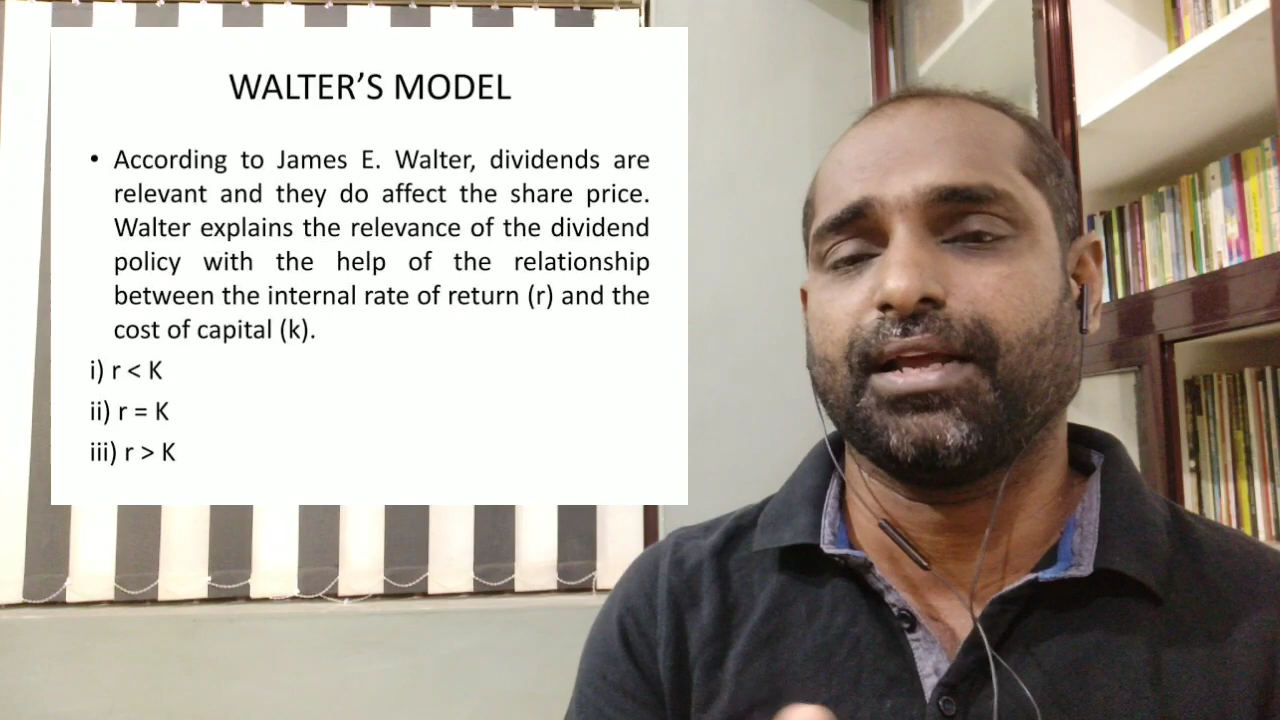 WALTER’S MODEL
• According to James E. Walter, dividends are
relevant and they do affect the share price.
Walter explains the relevance of the dividend
policy with the help of the relationship
between the internal rate of return (r) and the
cost of capital (k).
i) r < K
ii) r = K
iii) r > K